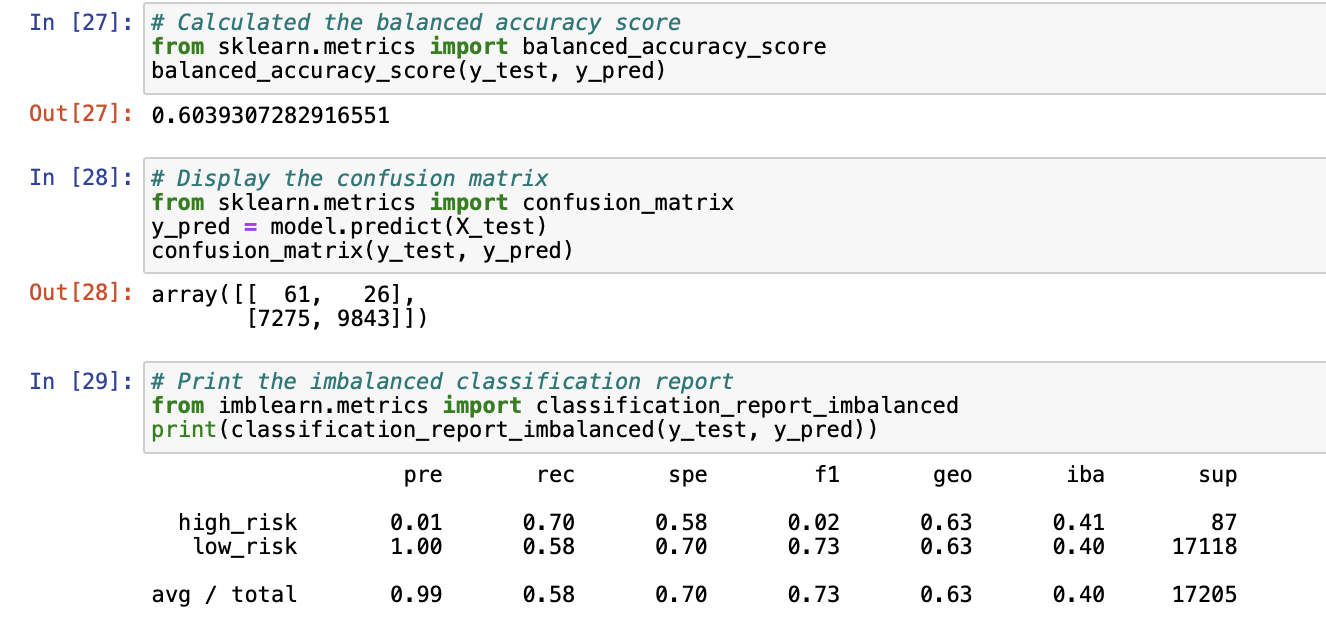 In [27]: # Calculated the balanced accuracy score
from sklearn.metrics import balanced_accuracy_score
balanced_accuracy_score(y_test, y_pred)
Out[27]: 0.6039307282916551
In [28]: # Display the confusion matrix
from sklearn.metrics import confusion_matrix
y_pred = model.predict(X_test)
confusion_matrix(y_test, y_pred)
Out[28]: array([[  61,   26],
       [7275, 9843]])
In [29]: # Print the imbalanced classification report
from imblearn.metrics import classification_report_imbalanced
print(classification_report_imbalanced(y_test, y_pred))
pre rec spe f1 geo iba sup
high_risk 0.01 0.70 0.58 0.02 0.63 0.41 87
low_risk 1.00 0.58 0.70 0.73 0.63 0.40 17118
avg / total 0.99 0.58 0.70 0.73 0.63 0.40 17205